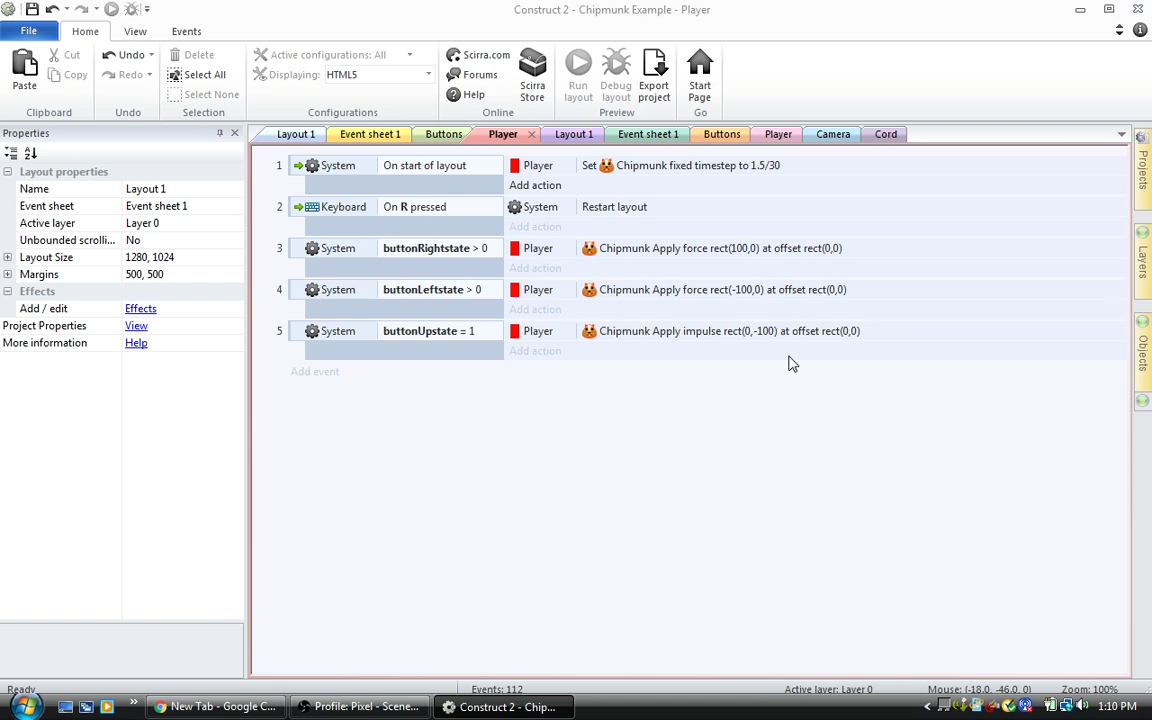 Construct 2 - Chipmunk Example - Player
File
Home
View
Events
Paste
Cut
Copy
Clipboard
Undo
Redo
Undo
Delete
Select All
Select None
Selection
Active configurations: All
Displaying: HTML5
Configurations
Scirra.com
Forums
Help
Scirra Store
Online
Run layout
Debug layout
Export project
Preview
Start Page
Go
Properties
Layout 1
Event sheet 1
Buttons
Player
Layout 1
Event sheet 1
Buttons
Player
Camera
Cord
Layout properties
Name Layout 1
Event sheet Event sheet 1
Active layer Layer 0
Unbounded scrolli... No
Layout Size 1280, 1024
Margins 500, 500
Effects
Add / edit Effects
Project Properties View
More information Help
1 System On start of layout Player Set Chipmunk fixed timestep to 1.5/30
Add action
2 Keyboard On R pressed System Restart layout
Add action
3 System buttonRightstate > 0 Player Chipmunk Apply force rect(100,0) at offset rect(0,0)
Add action
4 System buttonLeftstate > 0 Player Chipmunk Apply force rect(-100,0) at offset rect(0,0)
Add action
5 System buttonUpstate = 1 Player Chipmunk Apply impulse rect(0,-100) at offset rect(0,0)
Add action
Add event
Projects
Layers
Objects
Ready
Events: 112
Active layer: Layer 0
Mouse: (-18.0, -46.0, 0)
Zoom: 100%
New Tab - Google C...
Profile: Pixel - Scene...
Construct 2 - Chip...
1:10 PM